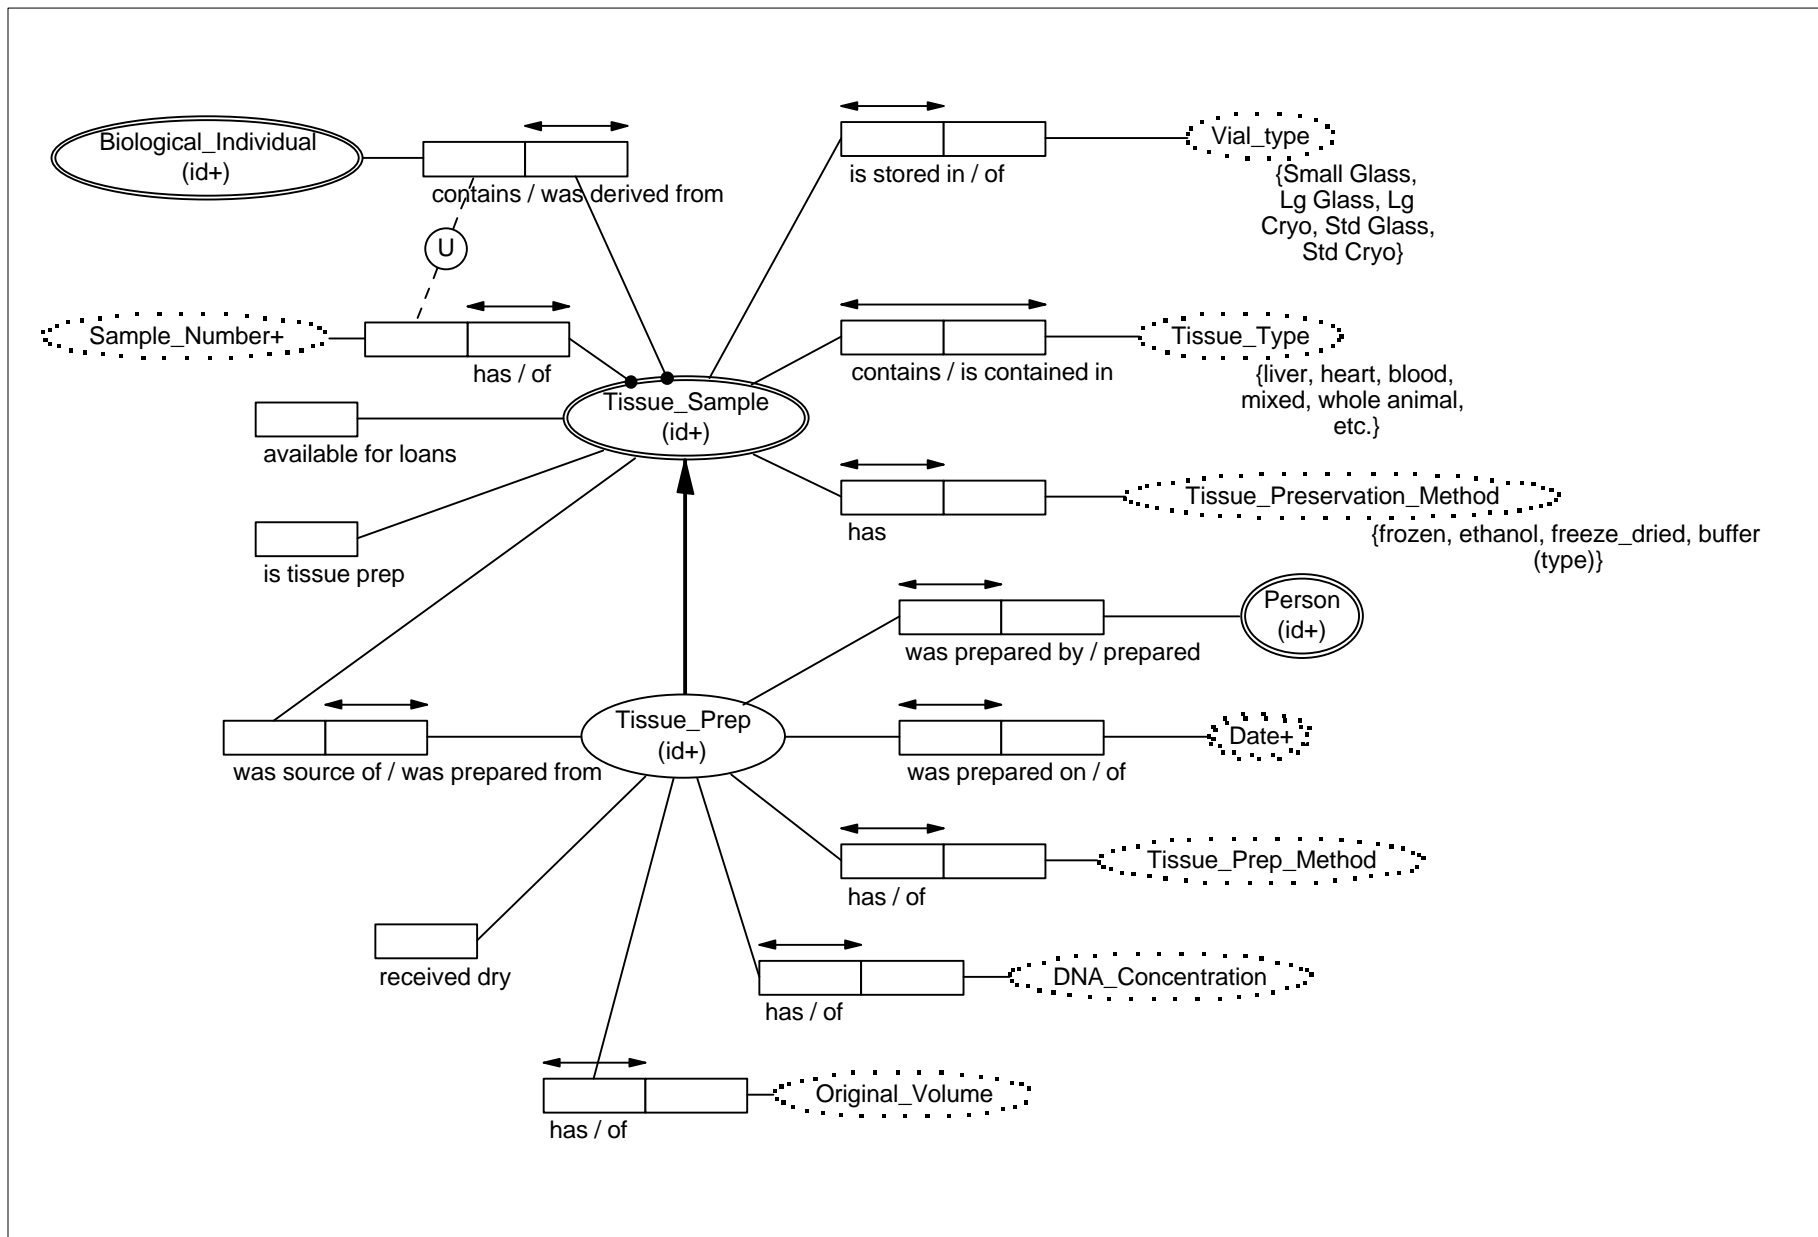 Biological_Individual
(id+)
contains / was derived from
U
Sample_Number+
has / of
is stored in / of
Vial_type
{Small Glass,
Lg Glass, Lg
Cryo, Std Glass,
Std Cryo}
contains / is contained in
Tissue_Type
{liver, heart, blood,
mixed, whole animal,
etc.}
Tissue_Sample
(id+)
available for loans
has
Tissue_Preservation_Method
{frozen, ethanol, freeze_dried, buffer
(type)}
is tissue prep
was prepared by / prepared
Person
(id+)
was source of / was prepared from
Tissue_Prep
(id+)
was prepared on / of
Date+
has / of
Tissue_Prep_Method
received dry
has / of
DNA_Concentration
has / of
Original_Volume